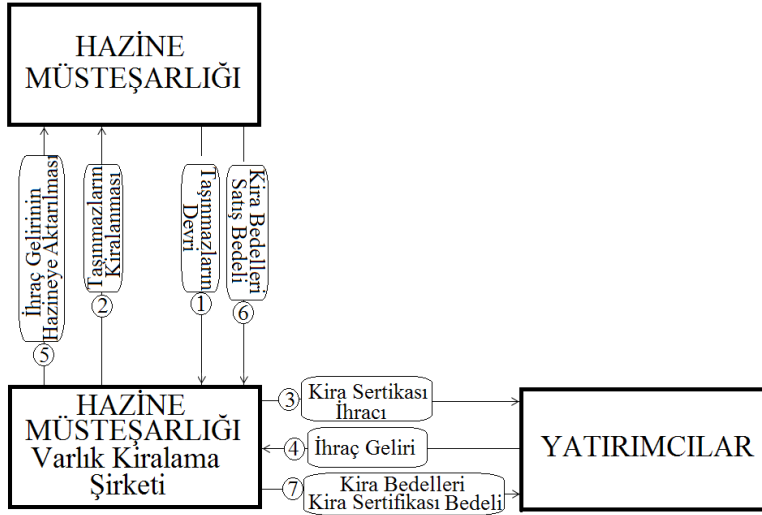 HAZİNE
MÜSTEŞARLIĞI
İhraç Gelirinin
Hazineye Aktarılması
5
Taşınmazların
Kiralanması
2
Taşınmazların
Devri
1
Kira Bedelleri
Satış Bedeli
6
HAZİNE
MÜSTEŞARLIĞI
Varlık Kiralama
Şirketi
3
Kira Sertikası
İhracı
4
İhraç Geliri
7
Kira Bedelleri
Kira Sertifikası Bedeli
YATIRIMCILAR